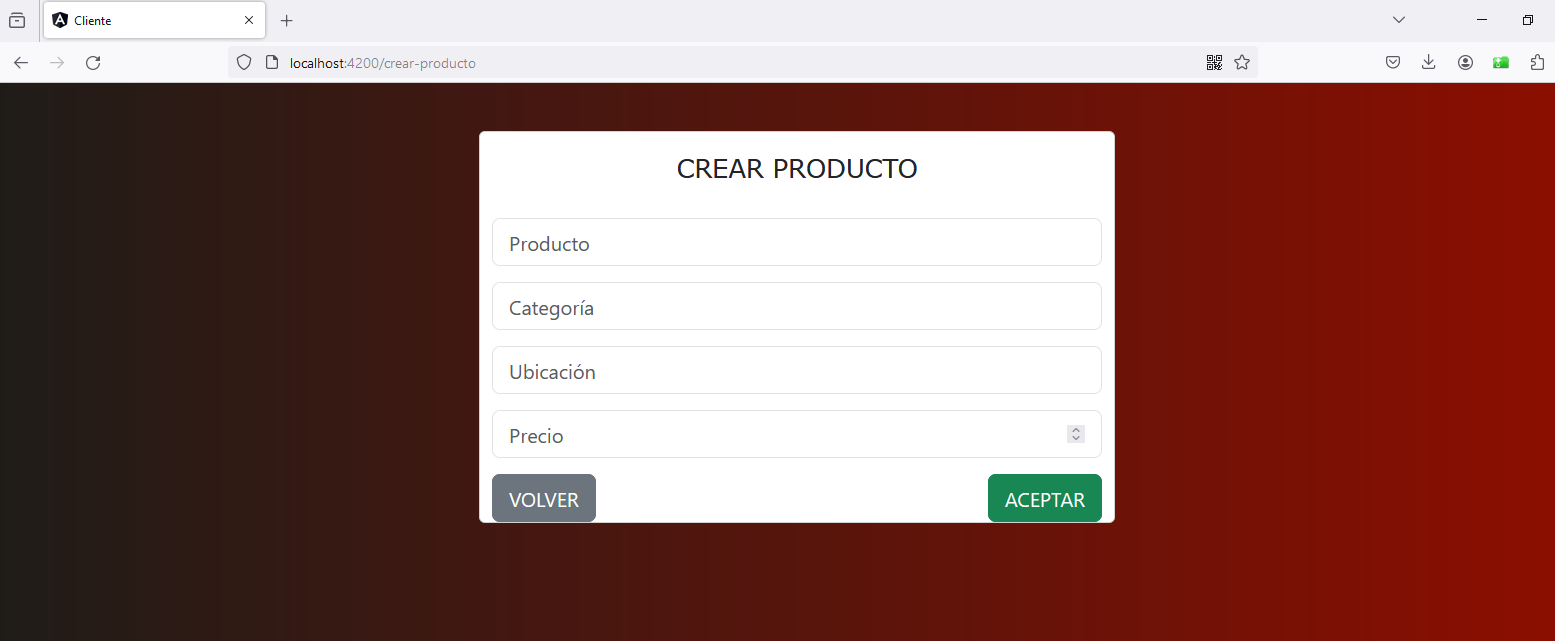 Cliente
localhost:4200/crear-producto
CREAR PRODUCTO
Producto
Categoría
Ubicación
Precio
VOLVER ACEPTAR